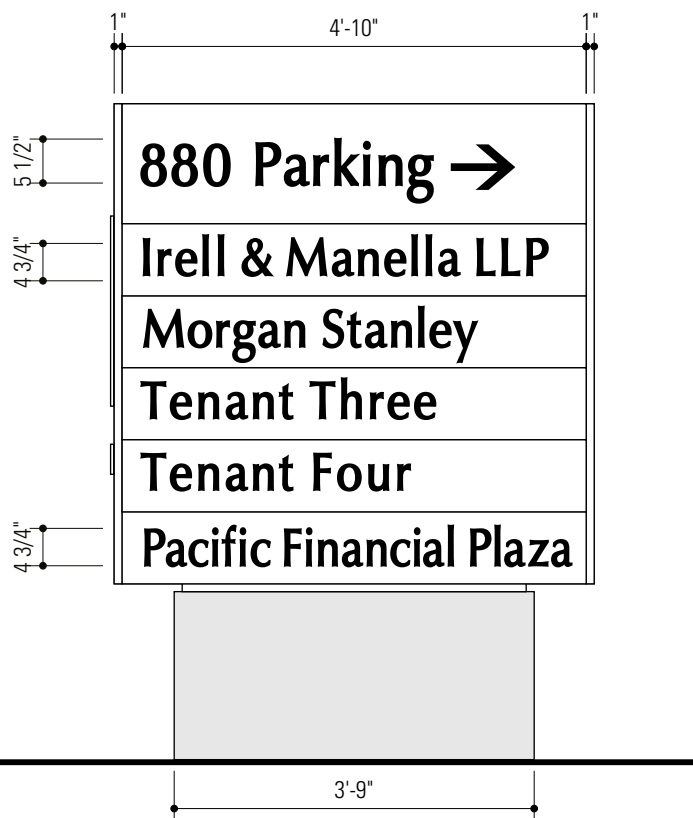 1" 4'-10" 1"
5 1/2"
880 Parking →
4 3/4"
Irell & Manella LLP
Morgan Stanley
Tenant Three
Tenant Four
4 3/4"
Pacific Financial Plaza
3'-9"